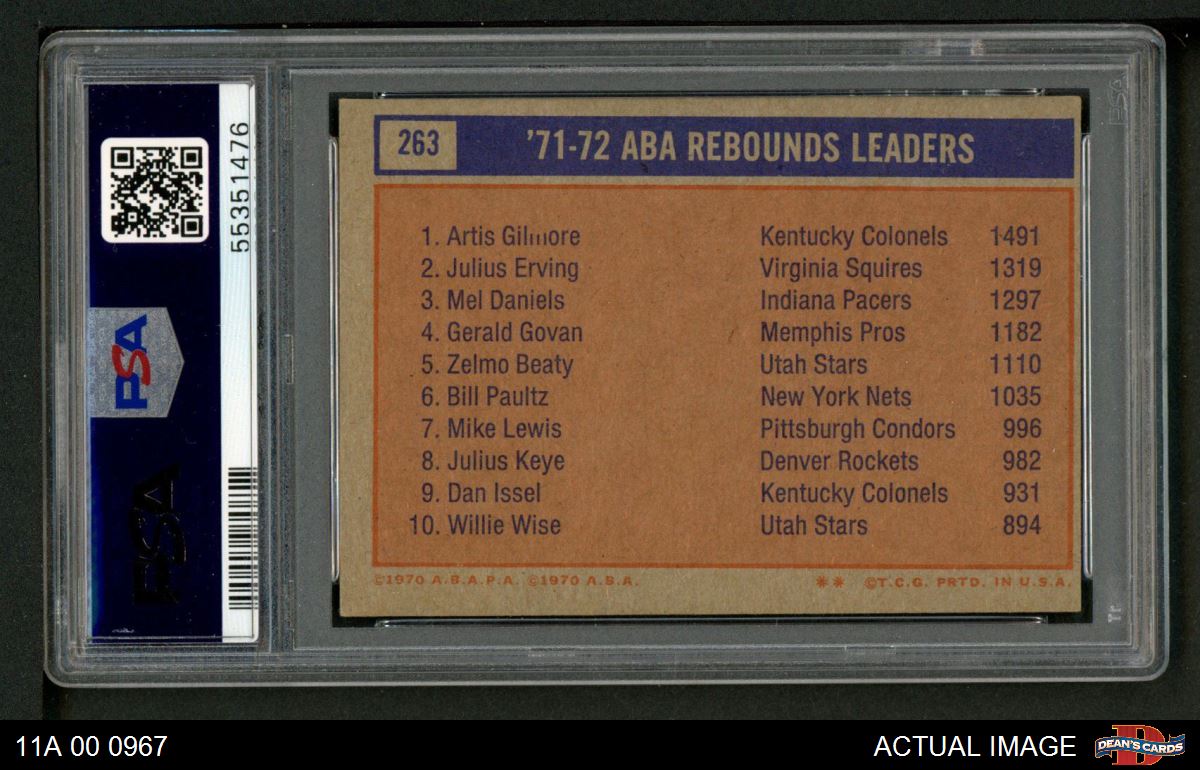 263 '71-72 ABA REBOUNDS LEADERS
1. Artis Gilmore Kentucky Colonels 1491
2. Julius Erving Virginia Squires 1319
3. Mel Daniels Indiana Pacers 1297
4. Gerald Govan Memphis Pros 1182
5. Zelmo Beaty Utah Stars 1110
6. Bill Paultz New York Nets 1035
7. Mike Lewis Pittsburgh Condors 996
8. Julius Keye Denver Rockets 982
9. Dan Issel Kentucky Colonels 931
10. Willie Wise Utah Stars 894
©1970 A.B.A.P.A. ©1970 A.B.A. ** ©T.C.G. PRTD. IN U.S.A.
55351476
PSA
PSA
11A 00 0967
ACTUAL IMAGE
DEAN'S CARDS